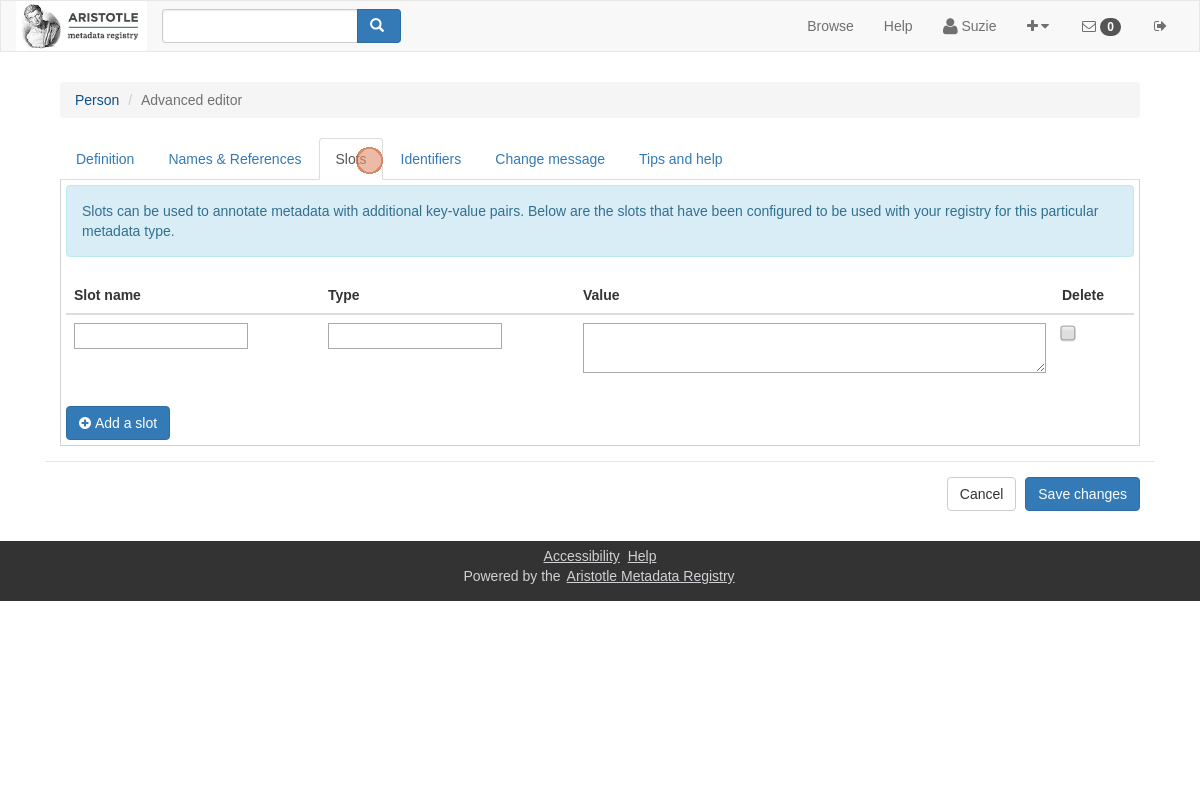 ARISTOTLE
metadata registry
Browse Help Suzie 0
Person / Advanced editor
Definition Names & References Slots Identifiers Change message Tips and help
Slots can be used to annotate metadata with additional key-value pairs. Below are the slots that have been configured to be used with your registry for this particular
metadata type.
Slot name Type Value Delete
Add a slot
Cancel Save changes
Accessibility Help
Powered by the Aristotle Metadata Registry